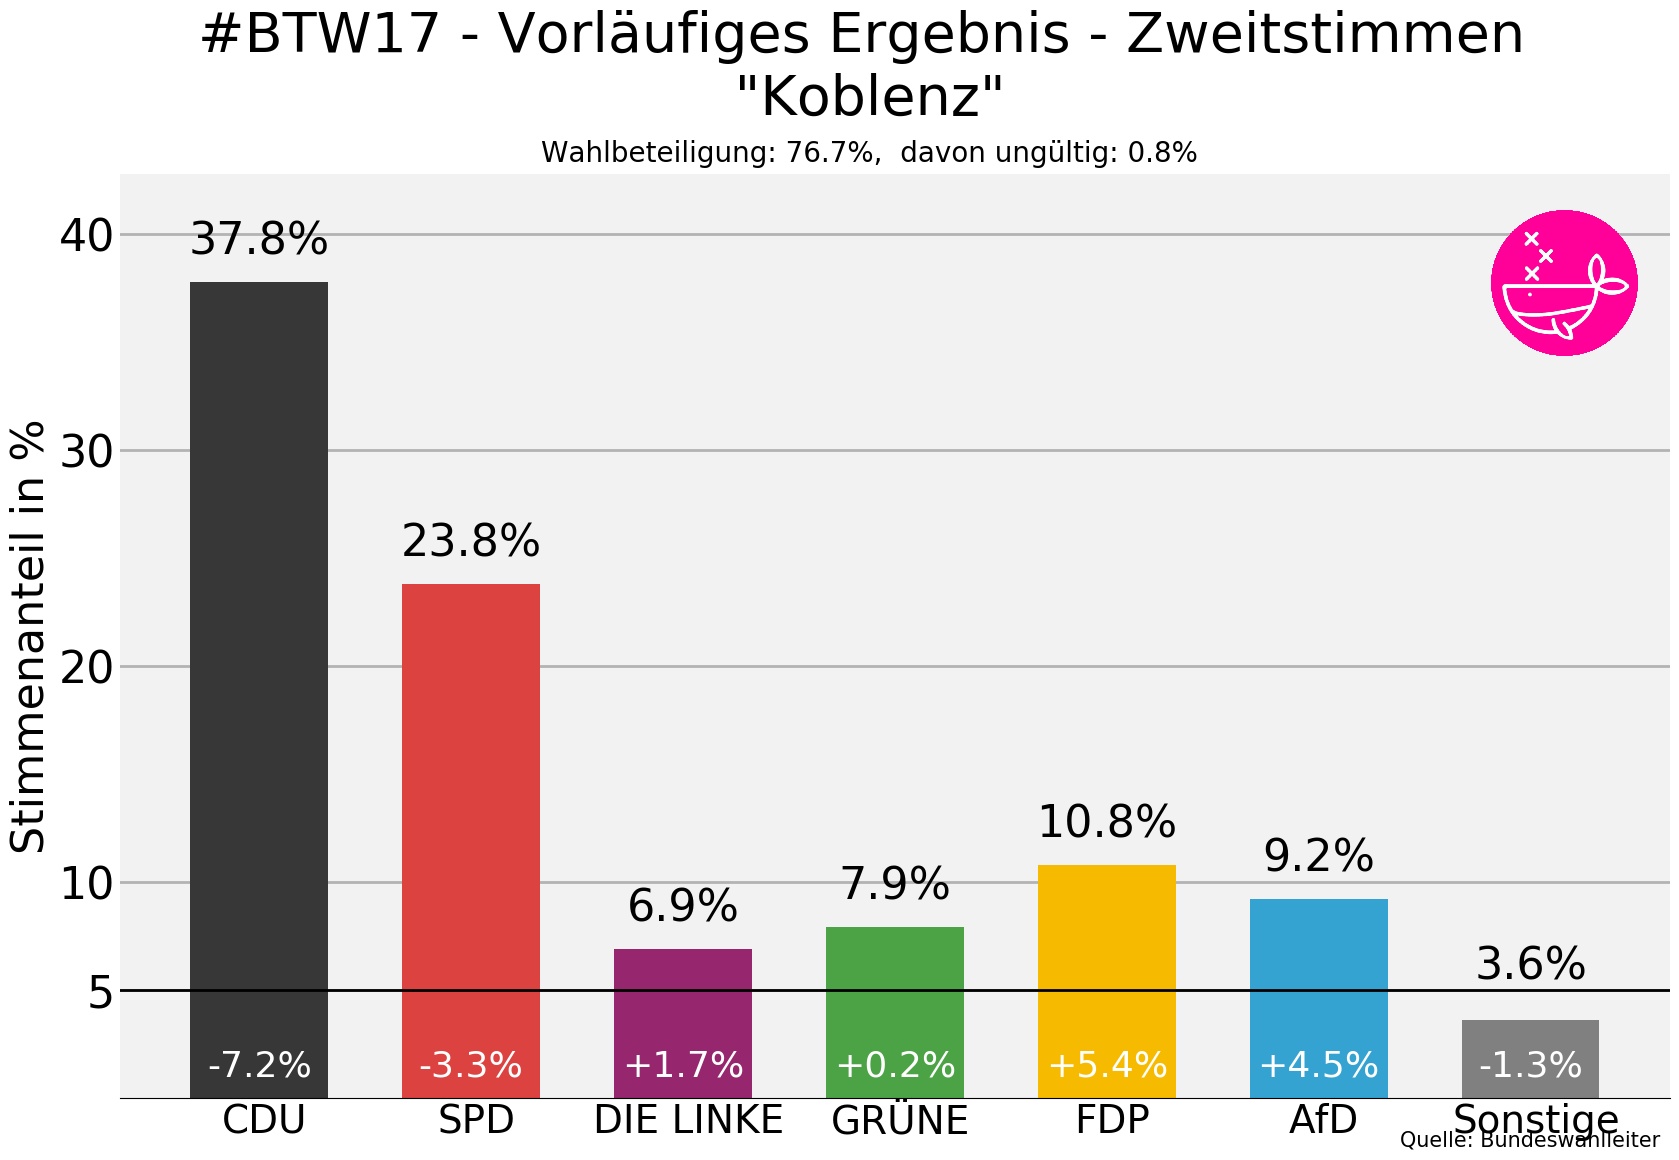 #BTW17 - Vorläufiges Ergebnis - Zweitstimmen
"Koblenz"
Wahlbeteiligung: 76.7%,  davon ungültig: 0.8%
Stimmenanteil in %
40
30
20
10
5
37.8%
23.8%
6.9%
7.9%
10.8%
9.2%
3.6%
-7.2%
-3.3%
+1.7%
+0.2%
+5.4%
+4.5%
-1.3%
CDU
SPD
DIE LINKE
GRÜNE
FDP
AfD
Sonstige
Quelle: Bundeswahlleiter